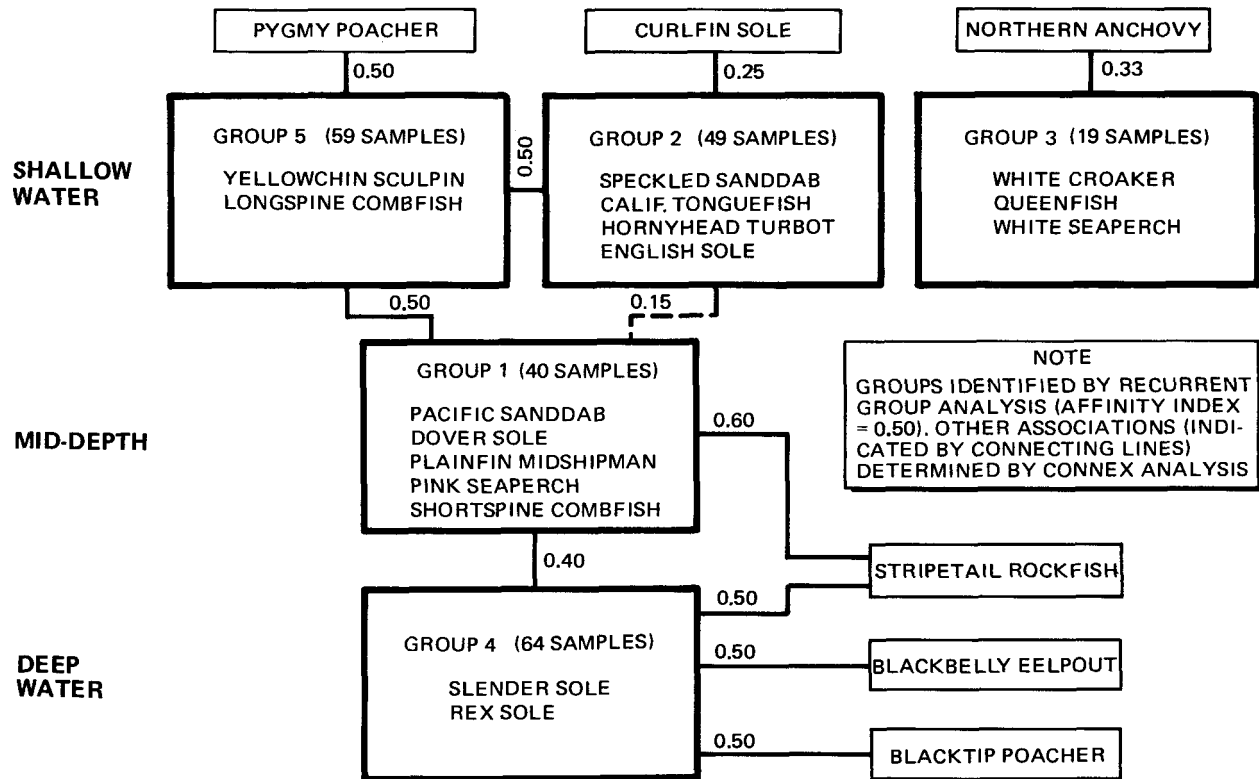 PYGMY POACHER
CURLFIN SOLE
NORTHERN ANCHOVY
0.50
0.25
0.33
SHALLOW
WATER
GROUP 5 (59 SAMPLES)
YELLOWCHIN SCULPIN
LONGSPINE COMBFISH
0.50
GROUP 2 (49 SAMPLES)
SPECKLED SANDDAB
CALIF. TONGUEFISH
HORNYHEAD TURBOT
ENGLISH SOLE
GROUP 3 (19 SAMPLES)
WHITE CROAKER
QUEENFISH
WHITE SEAPERCH
0.50
0.15
MID-DEPTH
GROUP 1 (40 SAMPLES)
PACIFIC SANDDAB
DOVER SOLE
PLAINFIN MIDSHIPMAN
PINK SEAPERCH
SHORTSPINE COMBFISH
0.60
NOTE
GROUPS IDENTIFIED BY RECURRENT
GROUP ANALYSIS (AFFINITY INDEX
= 0.50). OTHER ASSOCIATIONS (INDI-
CATED BY CONNECTING LINES)
DETERMINED BY CONNEX ANALYSIS
0.40
STRIPETAIL ROCKFISH
DEEP
WATER
GROUP 4 (64 SAMPLES)
SLENDER SOLE
REX SOLE
0.50
0.50
BLACKBELLY EELPOUT
0.50
BLACKTIP POACHER